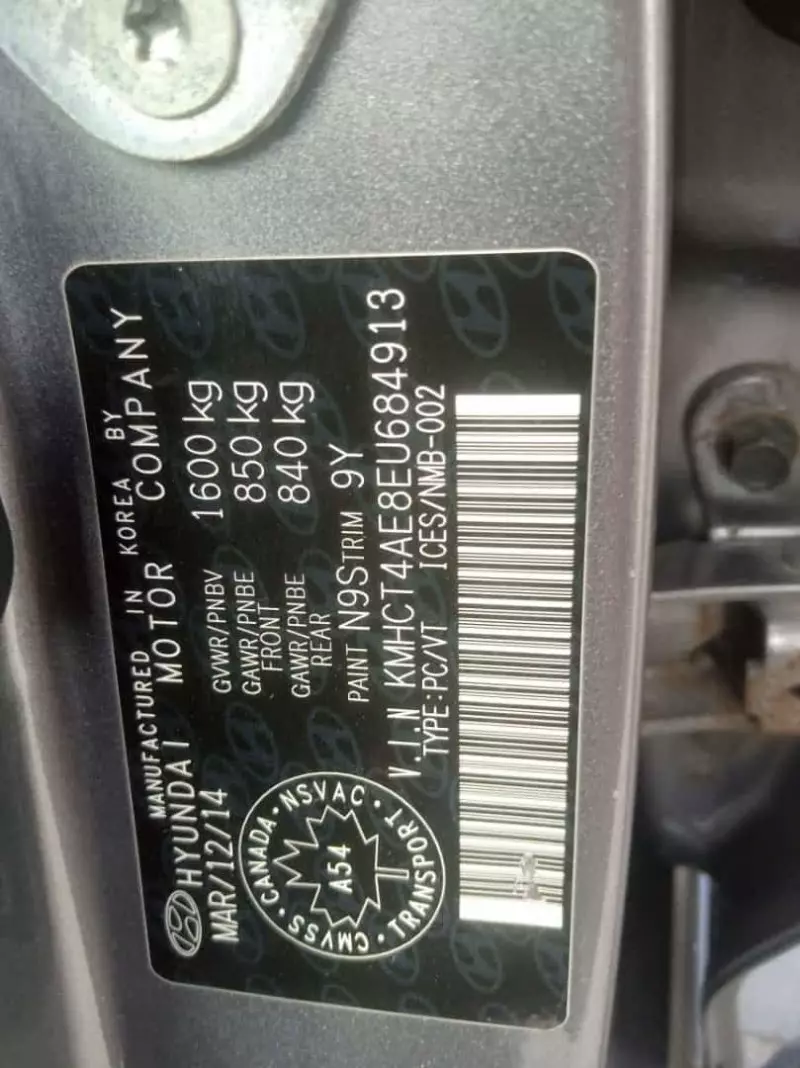 MANUFACTURED IN KOREA BY
HYUNDAI MOTOR COMPANY
MAR/12/14
GVWR/PNBV 1600 kg
GAWR/PNBE FRONT 850 kg
GAWR/PNBE REAR 840 kg
PAINT N9S TRIM 9Y
V.I.N KMHCT4AE8EU684913
TYPE:PC/VT ICES/NMB-002
CMVSS · CANADA · NSVAC · TRANSPORT ·
A54